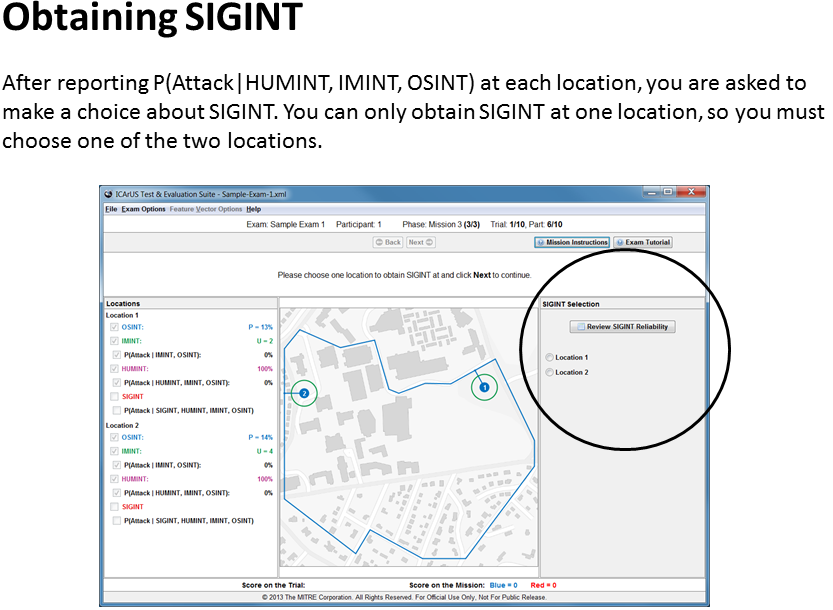 Obtaining SIGINT
After reporting P(Attack|HUMINT, IMINT, OSINT) at each location, you are asked to
make a choice about SIGINT. You can only obtain SIGINT at one location, so you must
choose one of the two locations.
ICArUS Test & Evaluation Suite - Sample-Exam-1.xml
File Exam Options Feature Vector Options Help
Exam: Sample Exam 1 Participant: 1 Phase: Mission 3 (3/3) Trial: 1/10, Part: 6/10
Back Next Mission Instructions Exam Tutorial
Please choose one location to obtain SIGINT at and click Next to continue.
Locations
Location 1
OSINT: P = 13%
IMINT: U = 2
P(Attack | IMINT, OSINT): 0%
HUMINT: 100%
P(Attack | HUMINT, IMINT, OSINT): 0%
SIGINT
P(Attack | SIGINT, HUMINT, IMINT, OSINT)
Location 2
OSINT: P = 14%
IMINT: U = 4
P(Attack | IMINT, OSINT): 0%
HUMINT: 100%
P(Attack | HUMINT, IMINT, OSINT): 0%
SIGINT
P(Attack | SIGINT, HUMINT, IMINT, OSINT)
2
1
SIGINT Selection
Review SIGINT Reliability
Location 1
Location 2
Score on the Trial: Score on the Mission: Blue = 0 Red = 0
© 2013 The MITRE Corporation. All Rights Reserved. For Official Use Only, Not For Public Release.